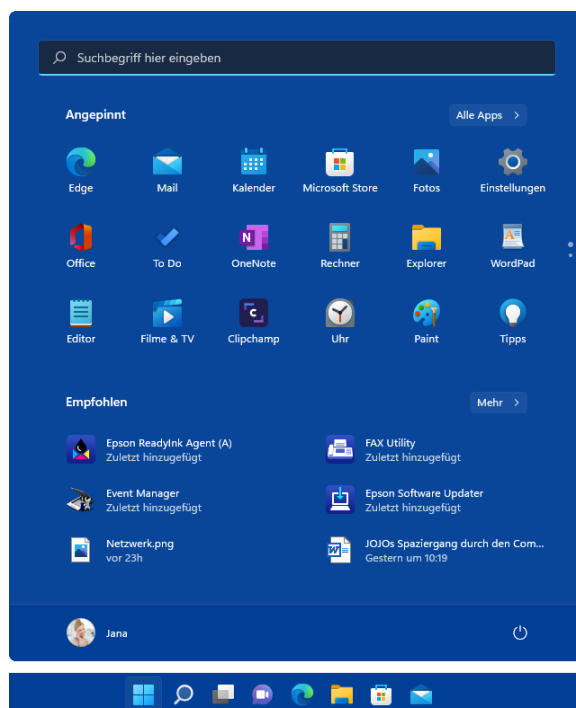 Suchbegriff hier eingeben
Angepinnt
Alle Apps
Edge
Mail
Kalender
Microsoft Store
Fotos
Einstellungen
Office
To Do
OneNote
Rechner
Explorer
WordPad
Editor
Filme & TV
Clipchamp
Uhr
Paint
Tipps
Empfohlen
Mehr
Epson ReadyInk Agent (A)
Zuletzt hinzugefügt
FAX Utility
Zuletzt hinzugefügt
Event Manager
Zuletzt hinzugefügt
Epson Software Updater
Zuletzt hinzugefügt
Netzwerk.png
vor 23h
JOJOs Spaziergang durch den Com...
Gestern um 10:19
Jana